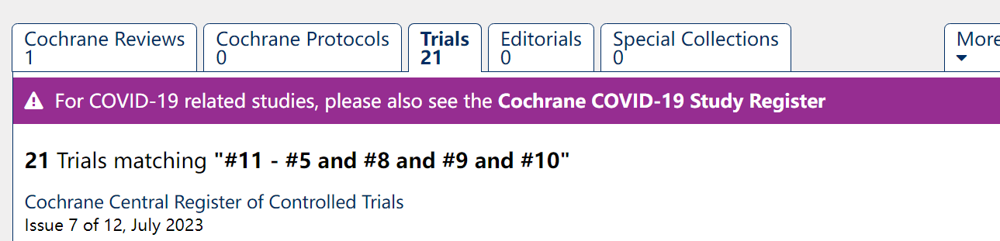 Cochrane Reviews
1
Cochrane Protocols
0
Trials
21
Editorials
0
Special Collections
0
More
For COVID-19 related studies, please also see the Cochrane COVID-19 Study Register
21 Trials matching "#11 - #5 and #8 and #9 and #10"
Cochrane Central Register of Controlled Trials
Issue 7 of 12, July 2023